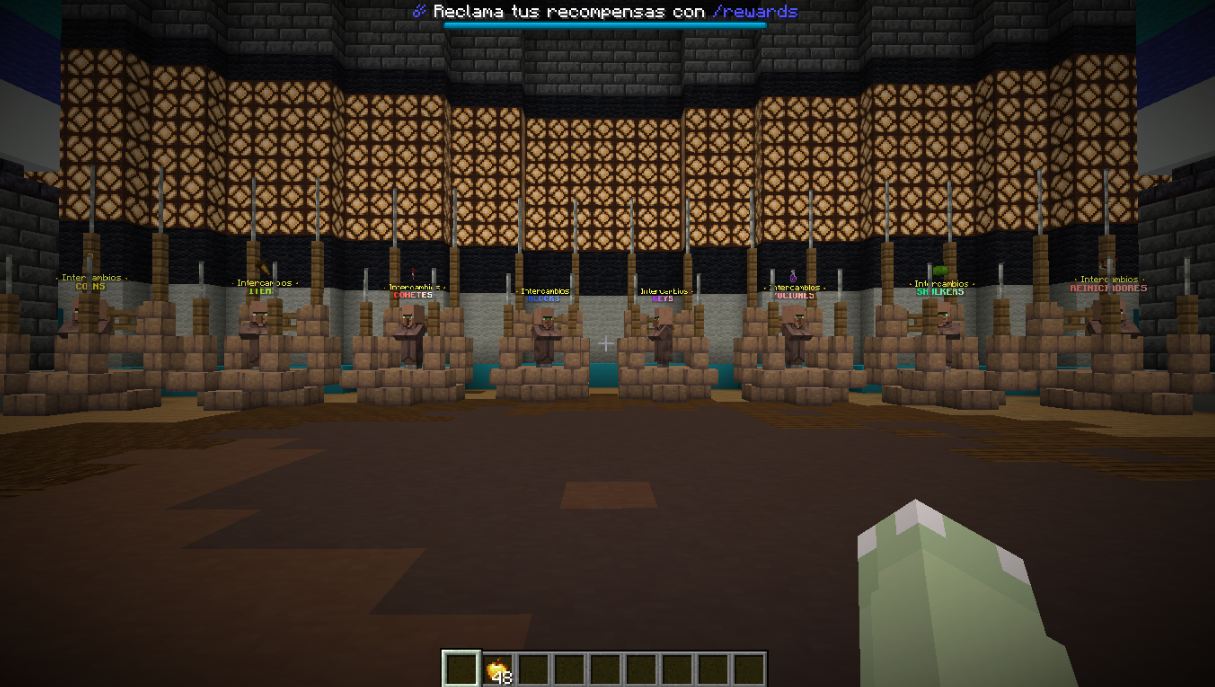 Reclama tus recompensas con /rewards
· Intercambios ·
COINS
· Intercambios ·
ITEMS
· Intercambios ·
COHETES
· Intercambios ·
BLOCKS
· Intercambios ·
KEYS
· Intercambios ·
POCIONES
· Intercambios ·
SHULKERS
· Intercambios ·
REINICIADORES
48